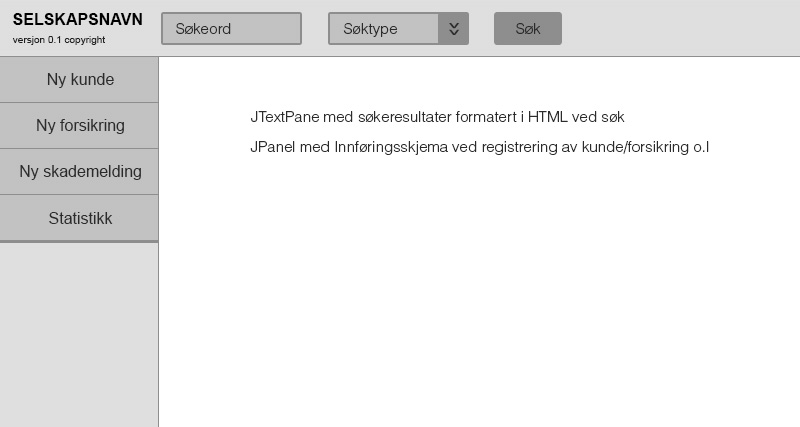 SELSKAPSNAVN
versjon 0.1 copyright
Søkeord
Søktype
Søk
Ny kunde
Ny forsikring
Ny skademelding
Statistikk
JTextPane med søkeresultater formatert i HTML ved søk
JPanel med Innføringsskjema ved registrering av kunde/forsikring o.l